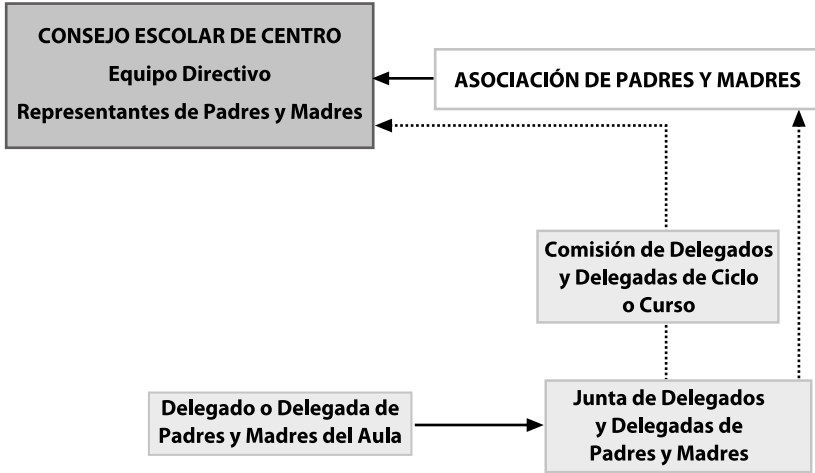 CONSEJO ESCOLAR DE CENTRO
Equipo Directivo
Representantes de Padres y Madres
ASOCIACIÓN DE PADRES Y MADRES
Comisión de Delegados
y Delegadas de Ciclo
o Curso
Delegado o Delegada de
Padres y Madres del Aula
Junta de Delegados
y Delegadas de
Padres y Madres